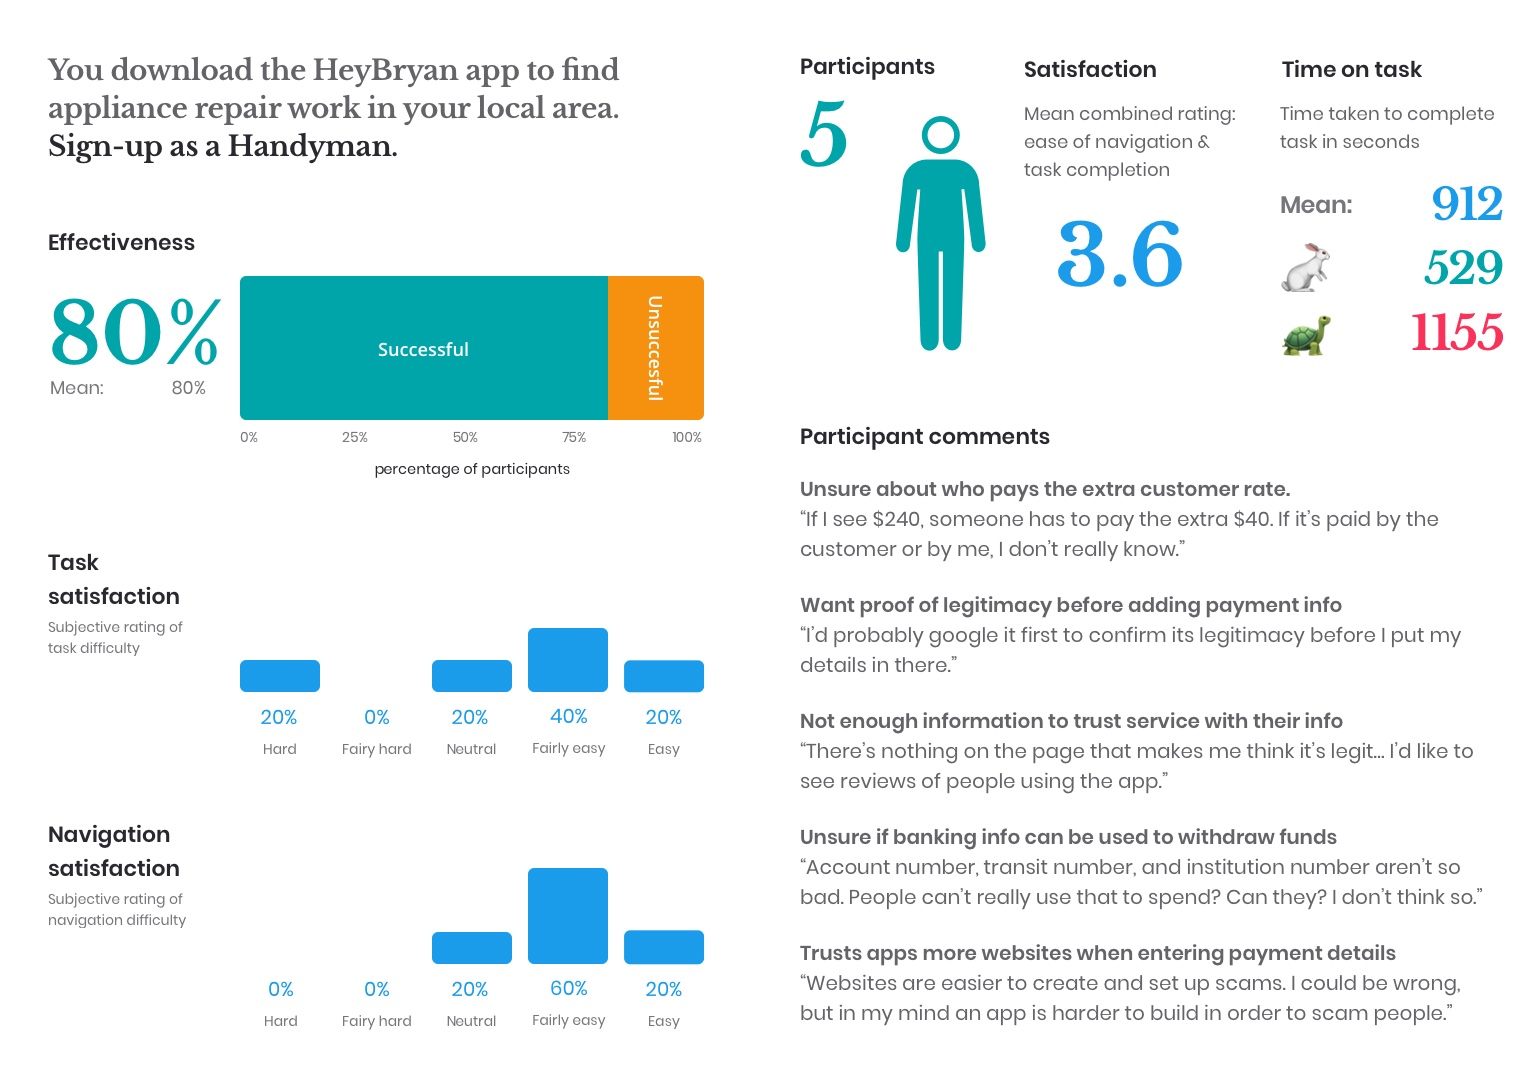 You download the HeyBryan app to find
appliance repair work in your local area.
Sign-up as a Handyman.
Effectiveness
80%
Mean: 80%
Successful
Unsuccesful
0% 25% 50% 75% 100%
percentage of participants
Task
satisfaction
Subjective rating of
task difficulty
20% 0% 20% 40% 20%
Hard Fairy hard Neutral Fairly easy Easy
Navigation
satisfaction
Subjective rating of
navigation difficulty
0% 0% 20% 60% 20%
Hard Fairy hard Neutral Fairly easy Easy
Participants
5
Satisfaction
Mean combined rating:
ease of navigation &
task completion
3.6
Time on task
Time taken to complete
task in seconds
Mean: 912
529
1155
Participant comments
Unsure about who pays the extra customer rate.
“If I see $240, someone has to pay the extra $40. If it’s paid by the
customer or by me, I don’t really know.”
Want proof of legitimacy before adding payment info
“I’d probably google it first to confirm its legitimacy before I put my
details in there.”
Not enough information to trust service with their info
“There’s nothing on the page that makes me think it’s legit... I’d like to
see reviews of people using the app.”
Unsure if banking info can be used to withdraw funds
“Account number, transit number, and institution number aren’t so
bad. People can’t really use that to spend? Can they? I don’t think so.”
Trusts apps more websites when entering payment details
“Websites are easier to create and set up scams. I could be wrong,
but in my mind an app is harder to build in order to scam people.”